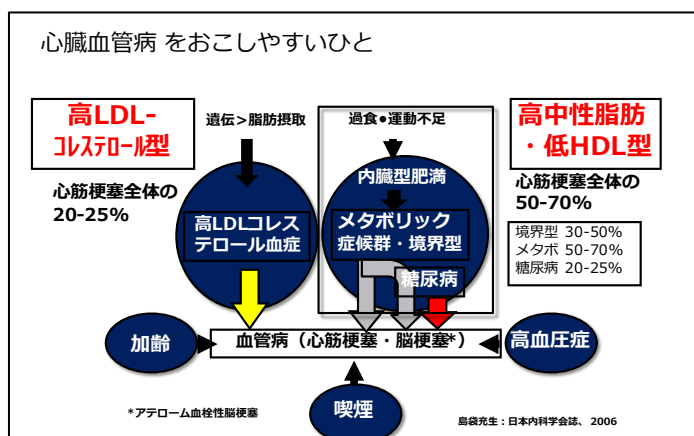 心臓血管病 をおこしやすいひと
高LDL-
ｺﾚｽﾃﾛｰﾙ型
遺伝＞脂肪摂取
過食●運動不足
高中性脂肪
・低HDL型
心筋梗塞全体の
20-25%
内臓型肥満
心筋梗塞全体の
50-70%
高LDLコレス
テロール血症
メタボリック
症候群・境界型
境界型 30-50%
メタボ 50-70%
糖尿病 20-25%
糖尿病
加齢
血管病（心筋梗塞・脳梗塞*）
高血圧症
*アテローム血栓性脳梗塞
喫煙
島袋充生：日本内科学会誌、2006